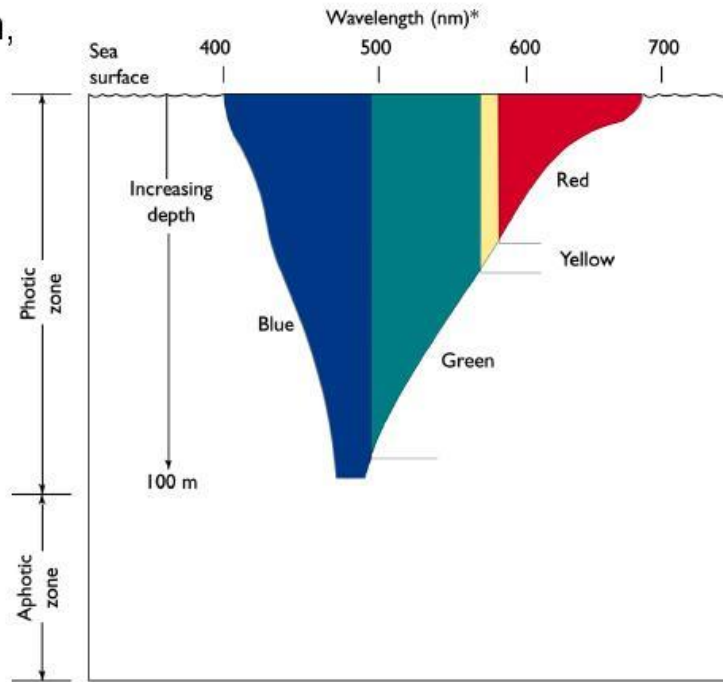 Wavelength (nm)*
Sea
surface
400 500 600 700
Increasing
depth
Red
Yellow
Photic
zone
Blue
Green
100 m
Aphotic
zone